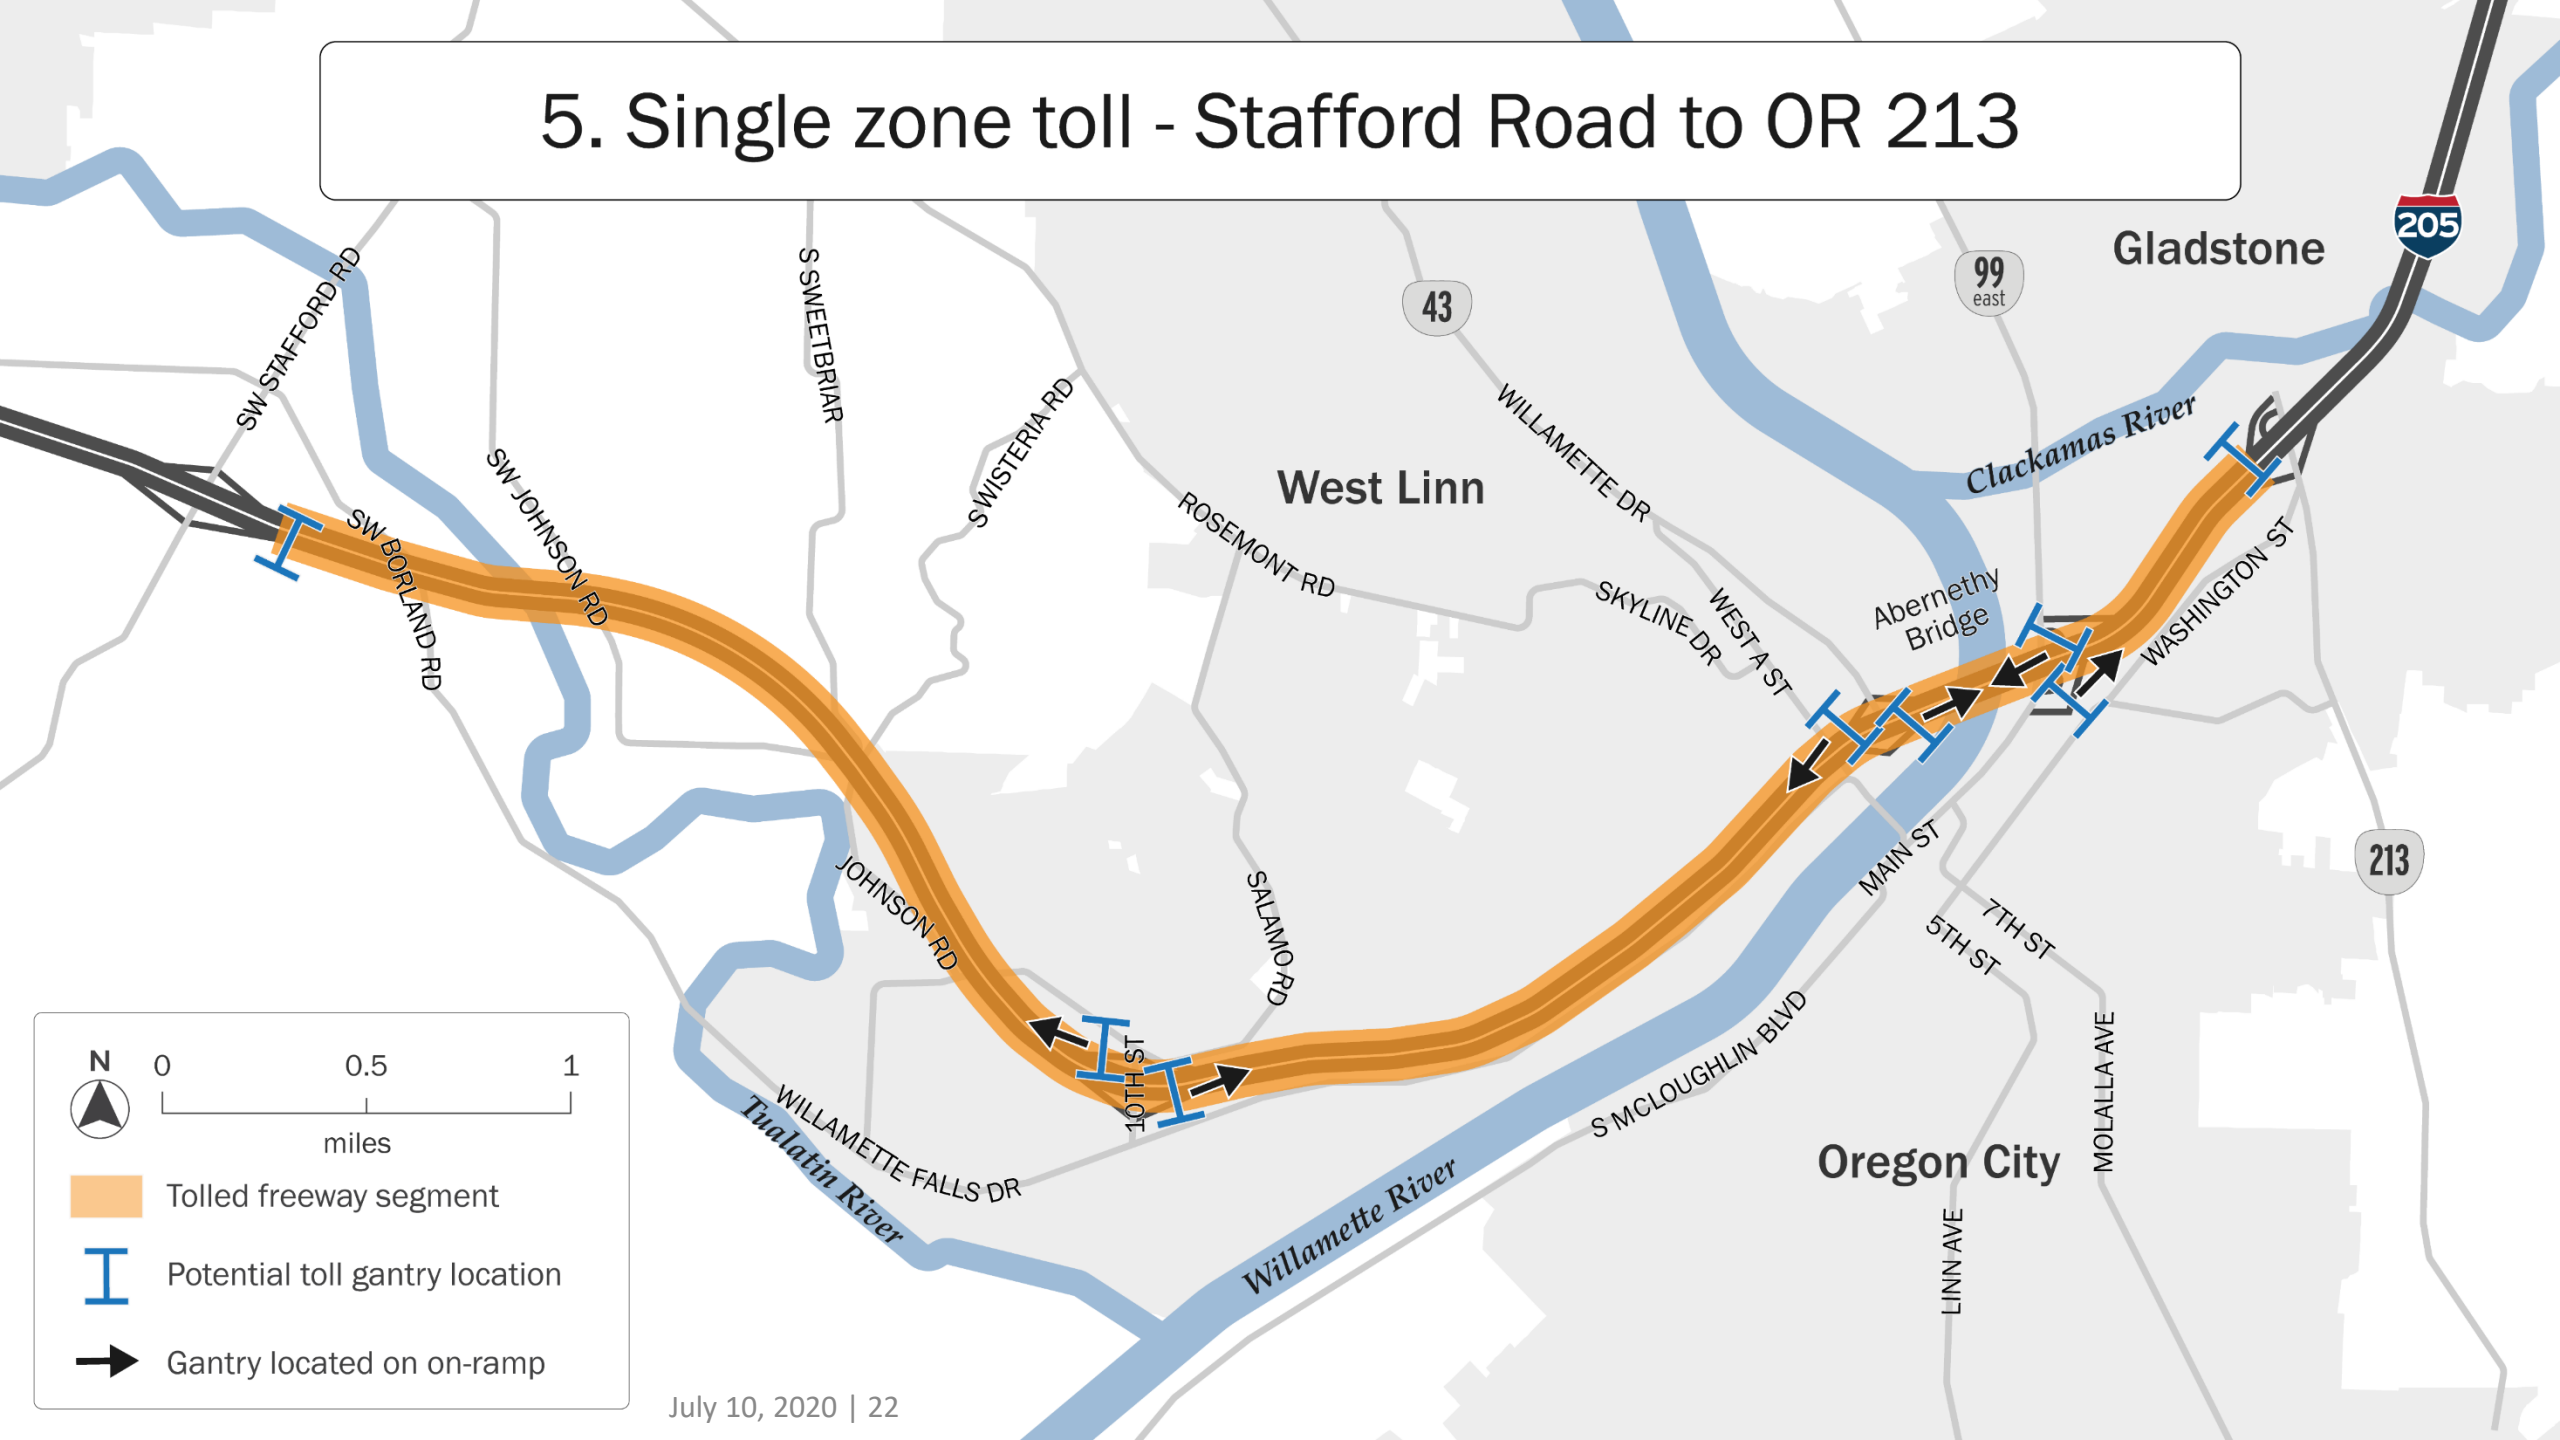 5. Single zone toll - Stafford Road to OR 213
205
Gladstone
99
east
43
SW STAFFORD RD
S SWEETBRIAR
S WISTERIA RD
WILLAMETTE DR
Clackamas River
West Linn
SW JOHNSON RD
ROSEMONT RD
SW BORLAND RD
SKYLINE DR
WEST A ST
Abernethy
Bridge
WASHINGTON ST
213
MAIN ST
JOHNSON RD
SALAMO RD
7TH ST
5TH ST
10TH ST
S MCLOUGHLIN BLVD
MOLALLA AVE
WILLAMETTE FALLS DR
Tualatin River
Willamette River
Oregon City
LINN AVE
N
0 0.5 1
miles
Tolled freeway segment
Potential toll gantry location
Gantry located on on-ramp
July 10, 2020 | 22